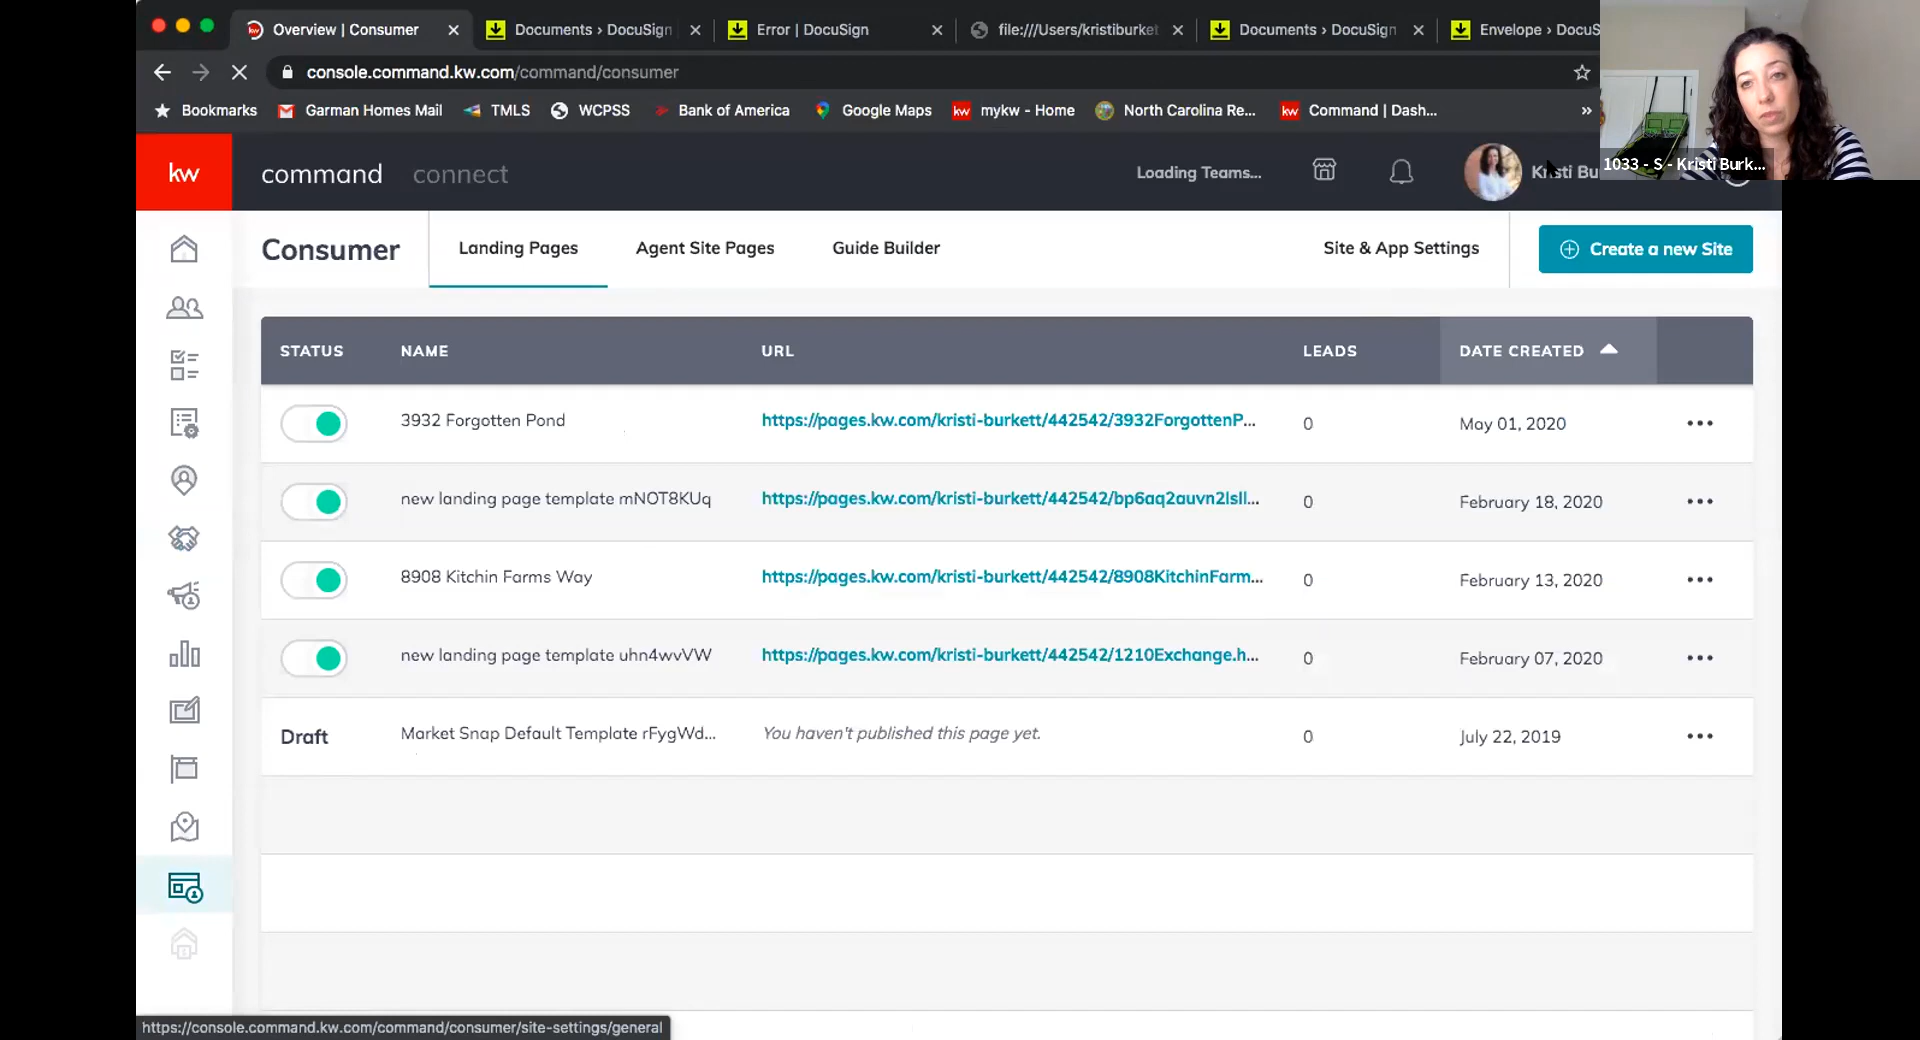 Overview | Consumer
Documents › DocuSign
Error | DocuSign
file:///Users/kristiburket
Documents › DocuSign
Envelope › DocuS
console.command.kw.com/command/consumer
Bookmarks
Garman Homes Mail
TMLS
WCPSS
Bank of America
Google Maps
kw mykw - Home
North Carolina Re...
kw Command | Dash...
»
1033 - S - Kristi Burk...
kw command connect
Loading Teams...
Kristi Bu
Consumer
Landing Pages
Agent Site Pages
Guide Builder
Site & App Settings
Create a new Site
STATUS NAME URL LEADS DATE CREATED
3932 Forgotten Pond https://pages.kw.com/kristi-burkett/442542/3932ForgottenP... 0 May 01, 2020
new landing page template mNOT8KUq https://pages.kw.com/kristi-burkett/442542/bp6aq2auvn2lsll... 0 February 18, 2020
8908 Kitchin Farms Way https://pages.kw.com/kristi-burkett/442542/8908KitchinFarm... 0 February 13, 2020
new landing page template uhn4wvVW https://pages.kw.com/kristi-burkett/442542/1210Exchange.h... 0 February 07, 2020
Draft Market Snap Default Template rFygWd... You haven't published this page yet. 0 July 22, 2019
https://console.command.kw.com/command/consumer/site-settings/general